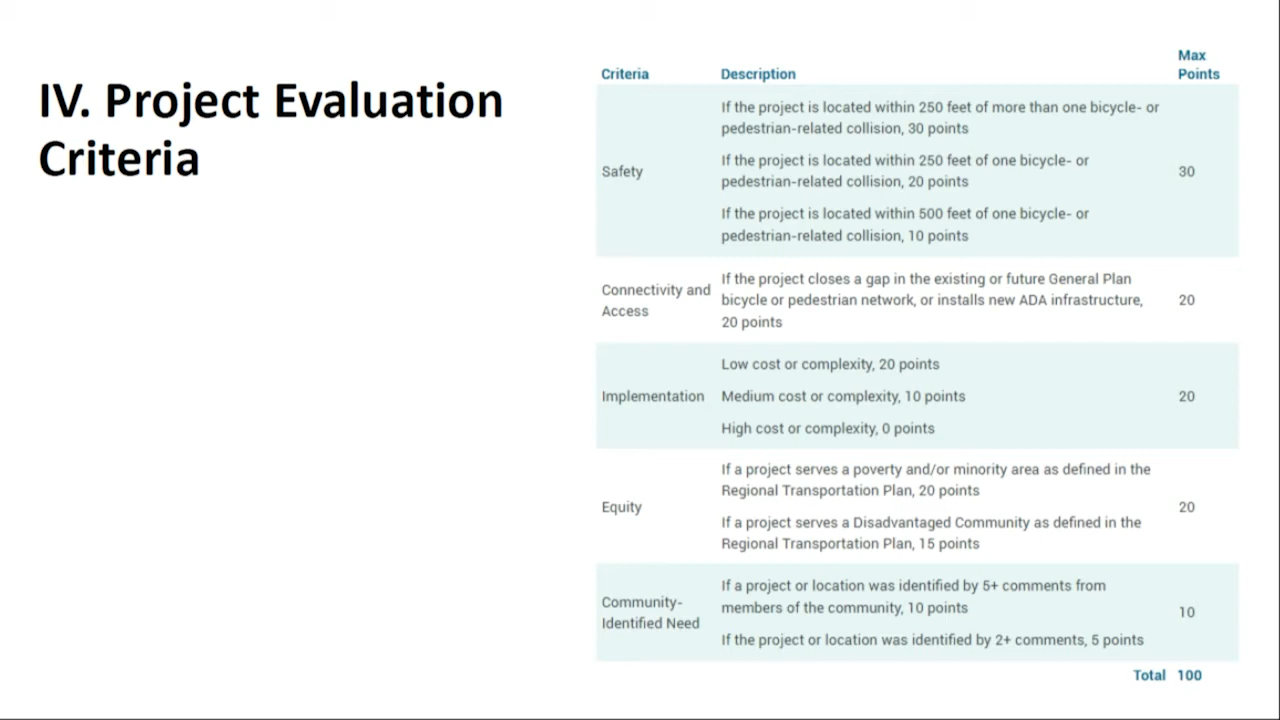 IV. Project Evaluation
Criteria
Criteria Description Max
Points
If the project is located within 250 feet of more than one bicycle- or
pedestrian-related collision, 30 points
If the project is located within 250 feet of one bicycle- or
pedestrian-related collision, 20 points
Safety 30
If the project is located within 500 feet of one bicycle- or
pedestrian-related collision, 10 points
Connectivity and
Access
If the project closes a gap in the existing or future General Plan
bicycle or pedestrian network, or installs new ADA infrastructure,
20 points
20
Low cost or complexity, 20 points
Implementation Medium cost or complexity, 10 points 20
High cost or complexity, 0 points
If a project serves a poverty and/or minority area as defined in the
Regional Transportation Plan, 20 points
Equity 20
If a project serves a Disadvantaged Community as defined in the
Regional Transportation Plan, 15 points
Community-
Identified Need
If a project or location was identified by 5+ comments from
members of the community, 10 points
10
If the project or location was identified by 2+ comments, 5 points
Total 100